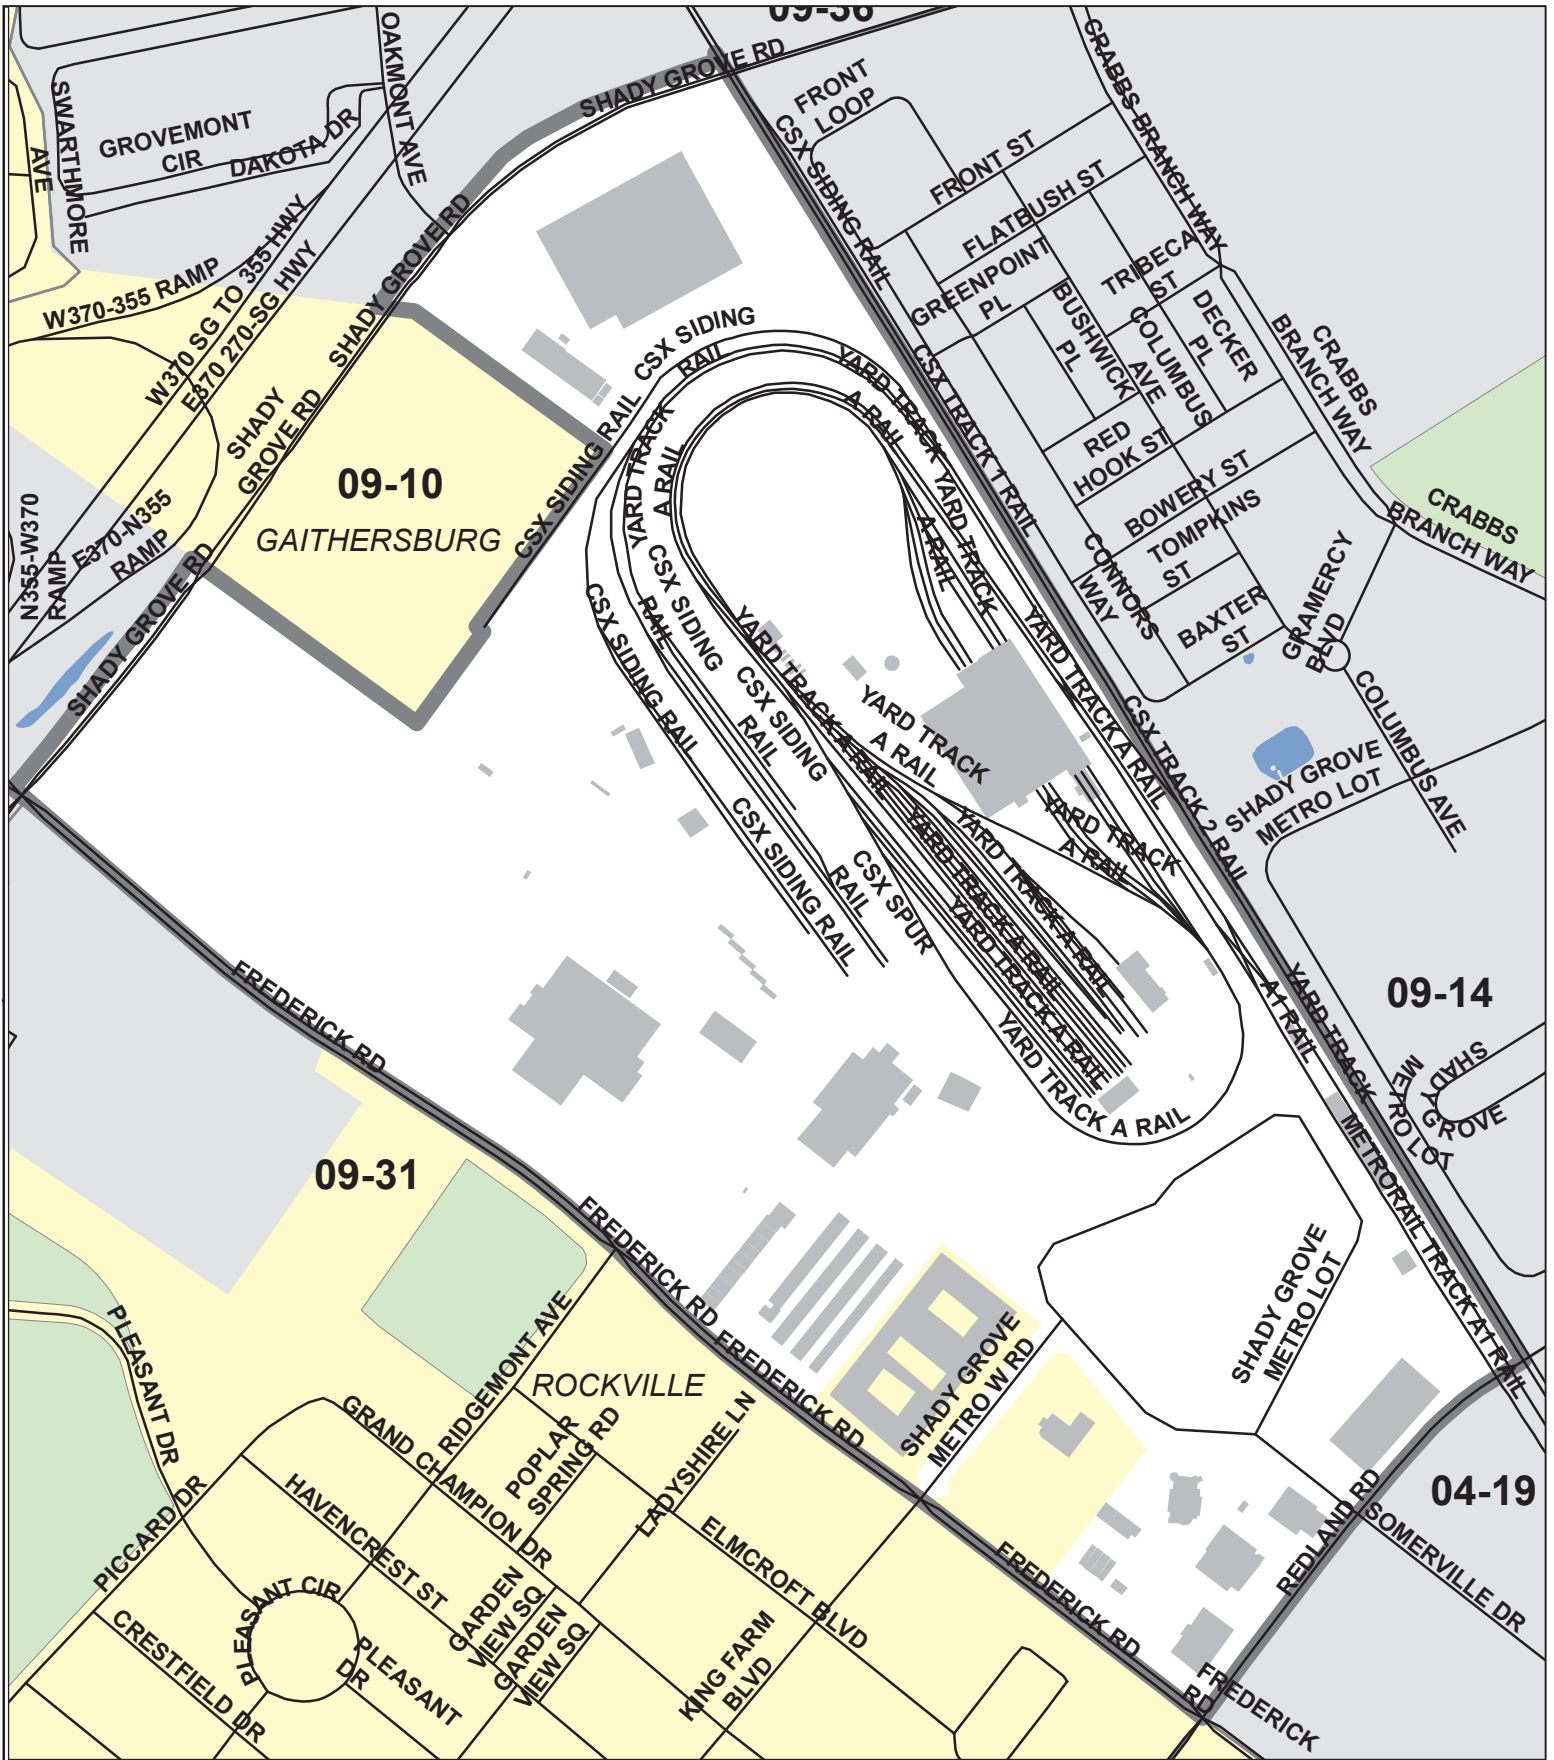 09-36
SHADY GROVE RD
OAKMONT AVE
SWARTHMORE
AVE
GROVEMONT
CIR
DAKOTA DR
FRONT
LOOP
CRABBS BRANCH WAY
CSX SIDING RAIL
FRONT ST
FLATBUSH ST
GREENPOINT
PL
TRIBECA
ST
BUSHWICK
PL
COLUMBUS
AVE
DECKER
PL
CRABBS
BRANCH WAY
W370-355 RAMP
W370 SG TO 355 HWY
E370 270-SG HWY
SHADY GROVE RD
SHADY GROVE RD
SHADY
GROVE RD
CSX SIDING
RAIL
YARD TRACK
A RAIL
CSX TRACK 1 RAIL
RED
HOOK ST
BOWERY ST
TOMPKINS
ST
CONNORS
WAY
BAXTER
ST
GRAMERCY
BLVD
CRABBS
BRANCH WAY
09-10
GAITHERSBURG
CSX SIDING RAIL
YARD TRACK
A RAIL
YARD TRACK
A RAIL
N355-W370
RAMP
E370-N355
RAMP
SHADY GROVE RD
CSX SIDING
RAIL
CSX SIDING RAIL
YARD TRACK A RAIL
CSX SIDING
RAIL
YARD TRACK
A RAIL
YARD TRACK A RAIL
CSX TRACK 2 RAIL
COLUMBUS AVE
SHADY GROVE
METRO LOT
CSX SIDING RAIL
RAIL
CSX SPUR
YARD TRACK A RAIL
YARD TRACK A RAIL
YARD TRACK A RAIL
YARD TRACK
A RAIL
YARD TRACK A RAIL
A1 RAIL
YARD TRACK
09-14
SHADY GROVE
METRO LOT
FREDERICK RD
METRORAIL TRACK A1 RAIL
09-31
FREDERICK RD
FREDERICK RD
FREDERICK RD
SHADY GROVE
METRO LOT
SHADY GROVE
METRO W RD
PLEASANT DR
RIDGEMONT AVE
ROCKVILLE
GRAND CHAMPION DR
POPLAR
SPRING RD
LADYSHIRE LN
PICCARD DR
HAVENCREST ST
ELMCROFT BLVD
REDLAND RD
04-19
SOMERVILLE DR
PLEASANT CIR
GARDEN
VIEW SQ
GARDEN
VIEW SQ
FREDERICK RD
CRESTFIELD DR
PLEASANT
DR
KING FARM
BLVD
FREDERICK
RD